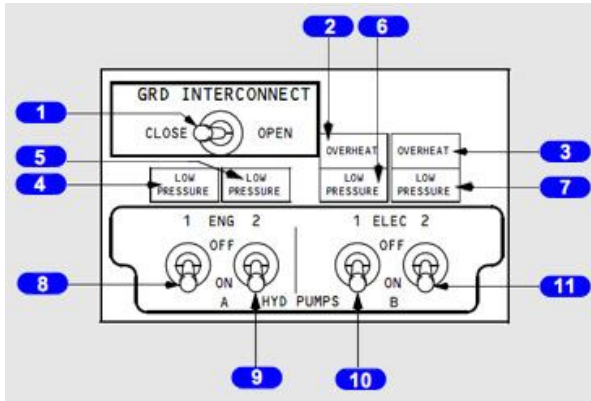 2
6
GRD INTERCONNECT
1
CLOSE
OPEN
OVERHEAT
OVERHEAT
3
5
4
LOW
PRESSURE
LOW
PRESSURE
LOW
PRESSURE
LOW
PRESSURE
7
1 ENG 2
1 ELEC 2
OFF
OFF
8
ON
ON
11
A HYD PUMPS B
9
10